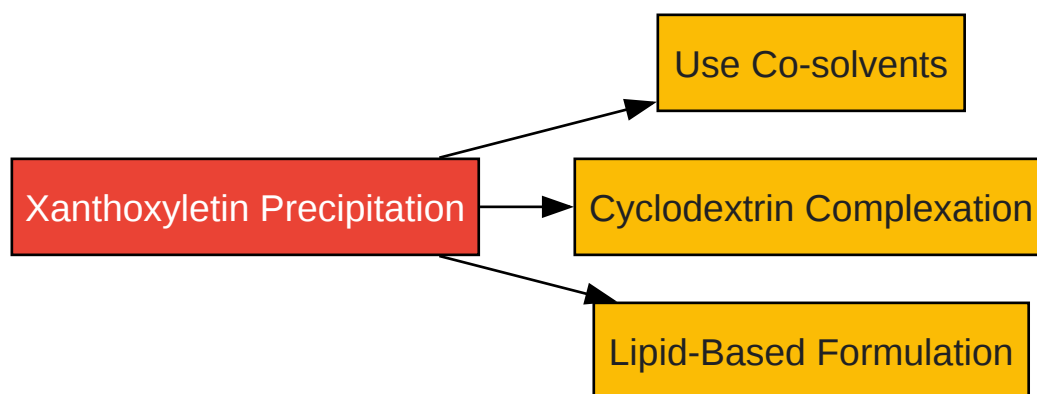 Use Co-solvents
Xanthoxyletin Precipitation
Cyclodextrin Complexation
Lipid-Based Formulation